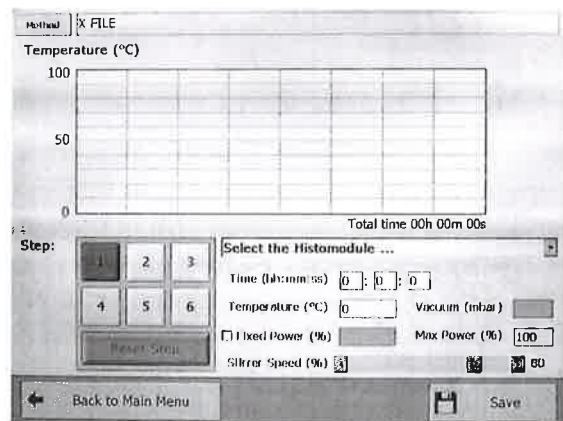 Method X FILE
Temperature (°C)
100
50
0
Total time 00h 00m 00s
Step:
1 2 3
Select the Histomodule ...
Time (hh:mm:ss) 0 : 0 : 0
4 5 6
Temperature (°C) 0 Vacuum (mbar)
Reset Step
Fixed Power (%) Max Power (%) 100
Stirrer Speed (%) 80
Back to Main Menu Save